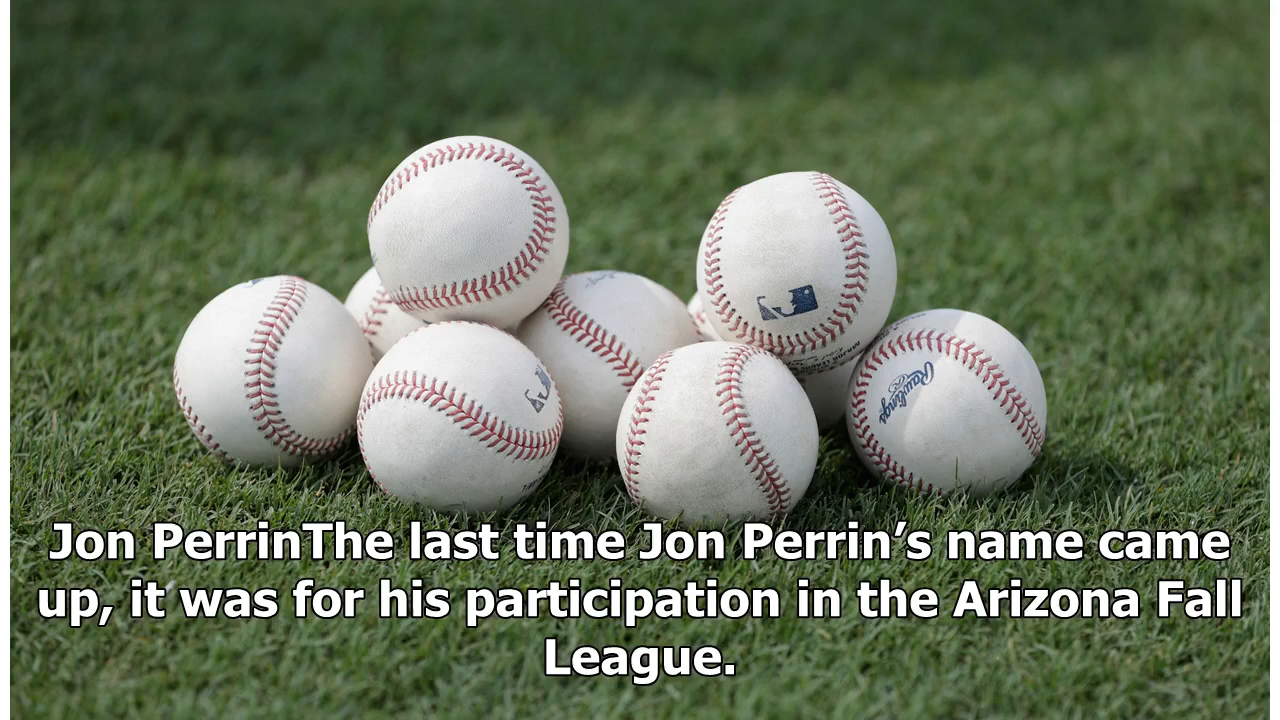 Rawlings
Jon PerrinThe last time Jon Perrin’s name came
up, it was for his participation in the Arizona Fall
League.